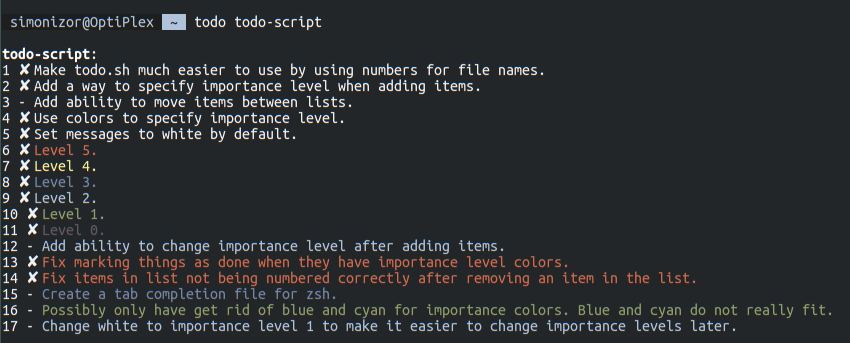 simonizor@OptiPlex ~ todo todo-script
todo-script:
1 ✘ Make todo.sh much easier to use by using numbers for file names.
2 ✘ Add a way to specify importance level when adding items.
3 - Add ability to move items between lists.
4 ✘ Use colors to specify importance level.
5 ✘ Set messages to white by default.
6 ✘ Level 5.
7 ✘ Level 4.
8 ✘ Level 3.
9 ✘ Level 2.
10 ✘ Level 1.
11 ✘ Level 0.
12 - Add ability to change importance level after adding items.
13 ✘ Fix marking things as done when they have importance level colors.
14 ✘ Fix items in list not being numbered correctly after removing an item in the list.
15 - Create a tab completion file for zsh.
16 - Possibly only have get rid of blue and cyan for importance colors. Blue and cyan do not really fit.
17 - Change white to importance level 1 to make it easier to change importance levels later.